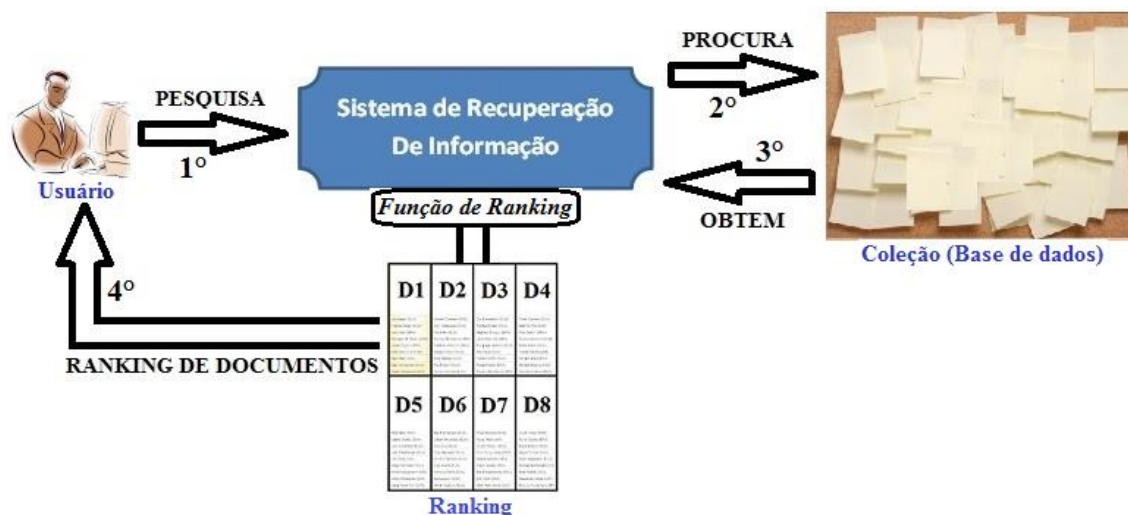 PESQUISA
1°
Usuário
Sistema de Recuperação
De Informação
PROCURA
2°
3°
OBTEM
Coleção (Base de dados)
Função de Ranking
D1 D2 D3 D4
4°
RANKING DE DOCUMENTOS
D5 D6 D7 D8
Ranking